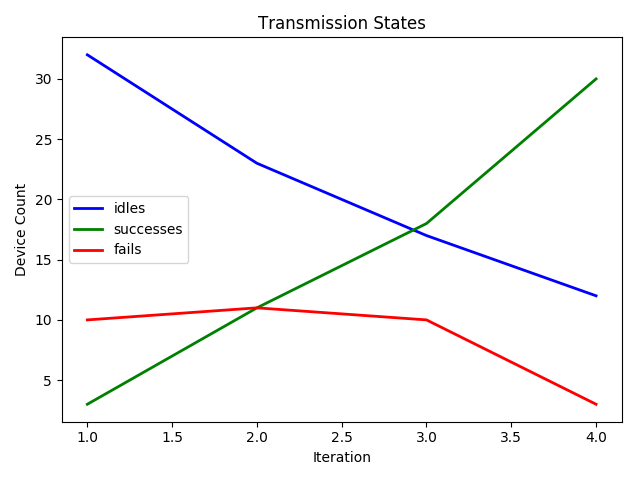 Transmission States
Device Count
30
25
20
15
10
5
idles
successes
fails
1.0 1.5 2.0 2.5 3.0 3.5 4.0
Iteration